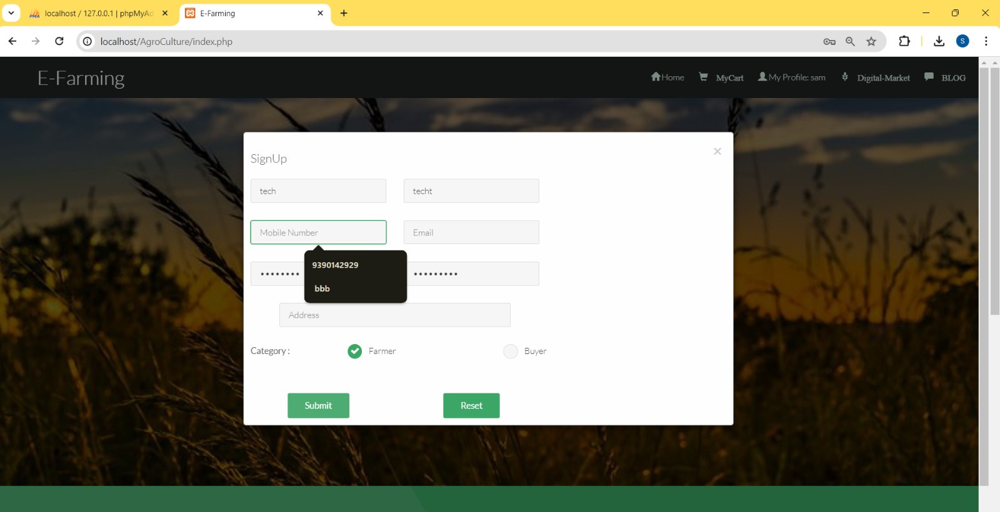 localhost / 127.0.0.1 | phpMyAd
E-Farming
localhost/AgroCulture/index.php
S
E-Farming
Home
MyCart
My Profile: sam
Digital-Market
BLOG
SignUp
×
tech
techt
Mobile Number
Email
9390142929
bbb
Address
Category :
Farmer
Buyer
Submit
Reset